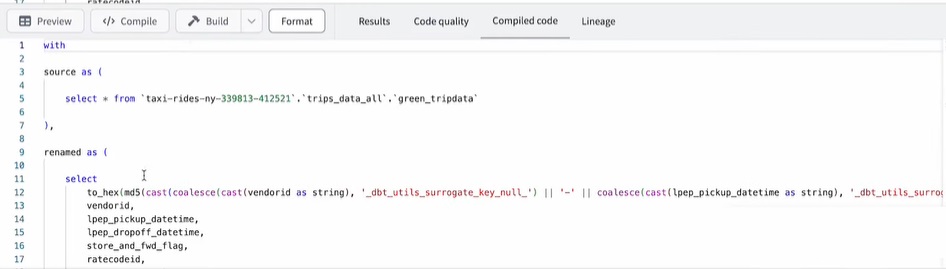 ratecodeid
Preview </> Compile Build Format Results Code quality Compiled code Lineage
1 with
2
3 source as (
4
5 select * from `taxi-rides-ny-339813-412521`.`trips_data_all`.`green_tripdata`
6
7 ),
8
9 renamed as (
10
11 select
12 to_hex(md5(cast(coalesce(cast(vendorid as string), '_dbt_utils_surrogate_key_null_') || '-' || coalesce(cast(lpep_pickup_datetime as string), '_dbt_utils_surrog
13 vendorid,
14 lpep_pickup_datetime,
15 lpep_dropoff_datetime,
16 store_and_fwd_flag,
17 ratecodeid,